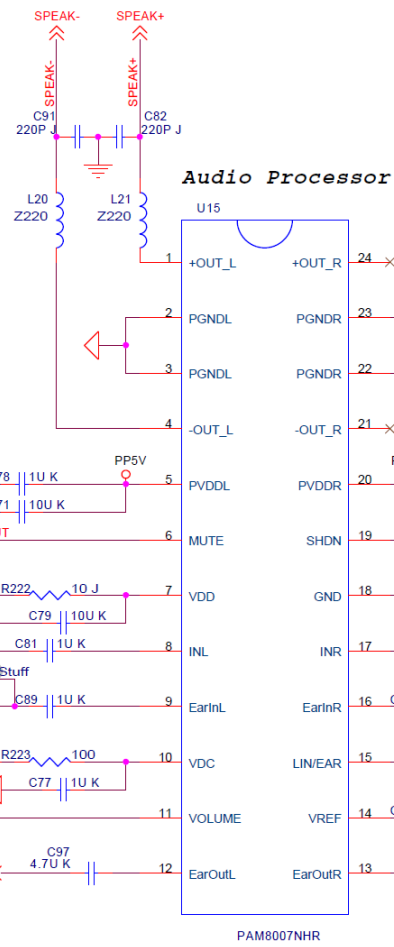 SPEAK- SPEAK+
SPEAK- SPEAK+
C91 C82
220P J 220P J
Audio Processor
L20 L21 U15
Z220 Z220
1 +OUT_L +OUT_R 24
2 PGNDL PGNDR 23
3 PGNDL PGNDR 22
4 -OUT_L -OUT_R 21
PP5V
78 1U K 5 PVDDL PVDDR 20
71 10U K
6 MUTE SHDN 19
R222 10 J 7 VDD GND 18
C79 10U K
C81 1U K 8 INL INR 17
Stuff
C89 1U K 9 EarInL EarInR 16
R223 100 10 VDC LIN/EAR 15
C77 1U K
11 VOLUME VREF 14
C97
4.7U K
12 EarOutL EarOutR 13
PAM8007NHR